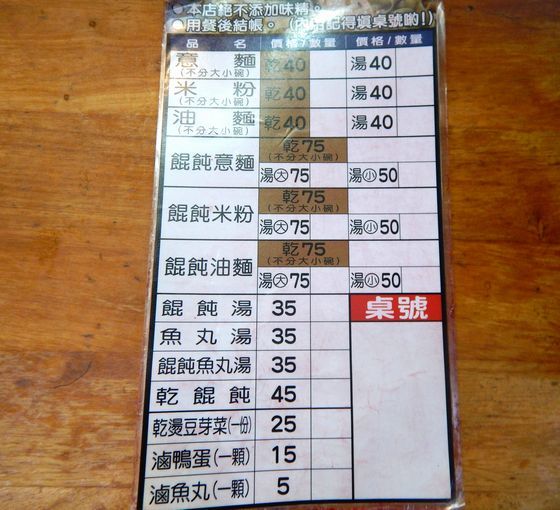 ●本店絕不添加味精。
●用餐後結帳。（內用記得填桌號喲！）
品名 價格/數量 價格/數量
意麵（不分大小碗） 乾40 湯40
米粉（不分大小碗） 乾40 湯40
油麵（不分大小碗） 乾40 湯40
餛飩意麵 乾75（不分大小碗）
湯大75 湯小50
餛飩米粉 乾75（不分大小碗）
湯大75 湯小50
餛飩油麵 乾75（不分大小碗）
湯大75 湯小50
餛飩湯 35 桌號
魚丸湯 35
餛飩魚丸湯 35
乾餛飩 45
乾燙豆芽菜(一份) 25
滷鴨蛋(一顆) 15
滷魚丸(一顆) 5